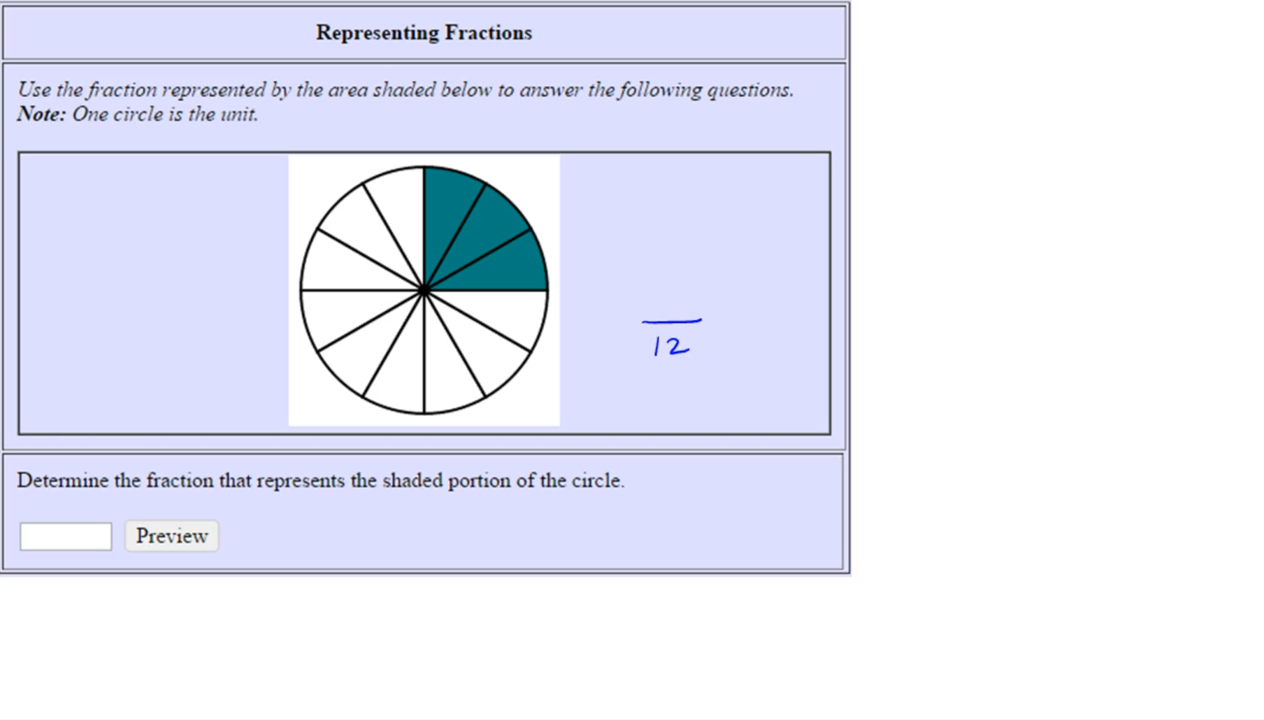 Representing Fractions
Use the fraction represented by the area shaded below to answer the following questions.
Note: One circle is the unit.
12
Determine the fraction that represents the shaded portion of the circle.
Preview